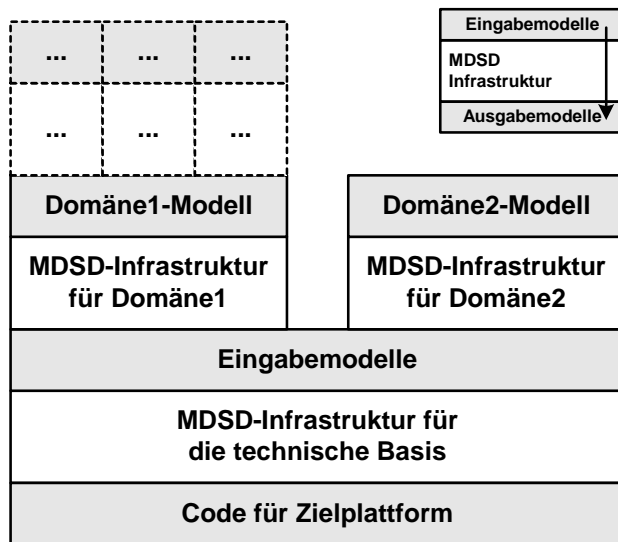 ... ... ...
... ... ...
Eingabemodelle
MDSD
Infrastruktur
Ausgabemodelle
Domäne1-Modell
Domäne2-Modell
MDSD-Infrastruktur
für Domäne1
MDSD-Infrastruktur
für Domäne2
Eingabemodelle
MDSD-Infrastruktur für
die technische Basis
Code für Zielplattform